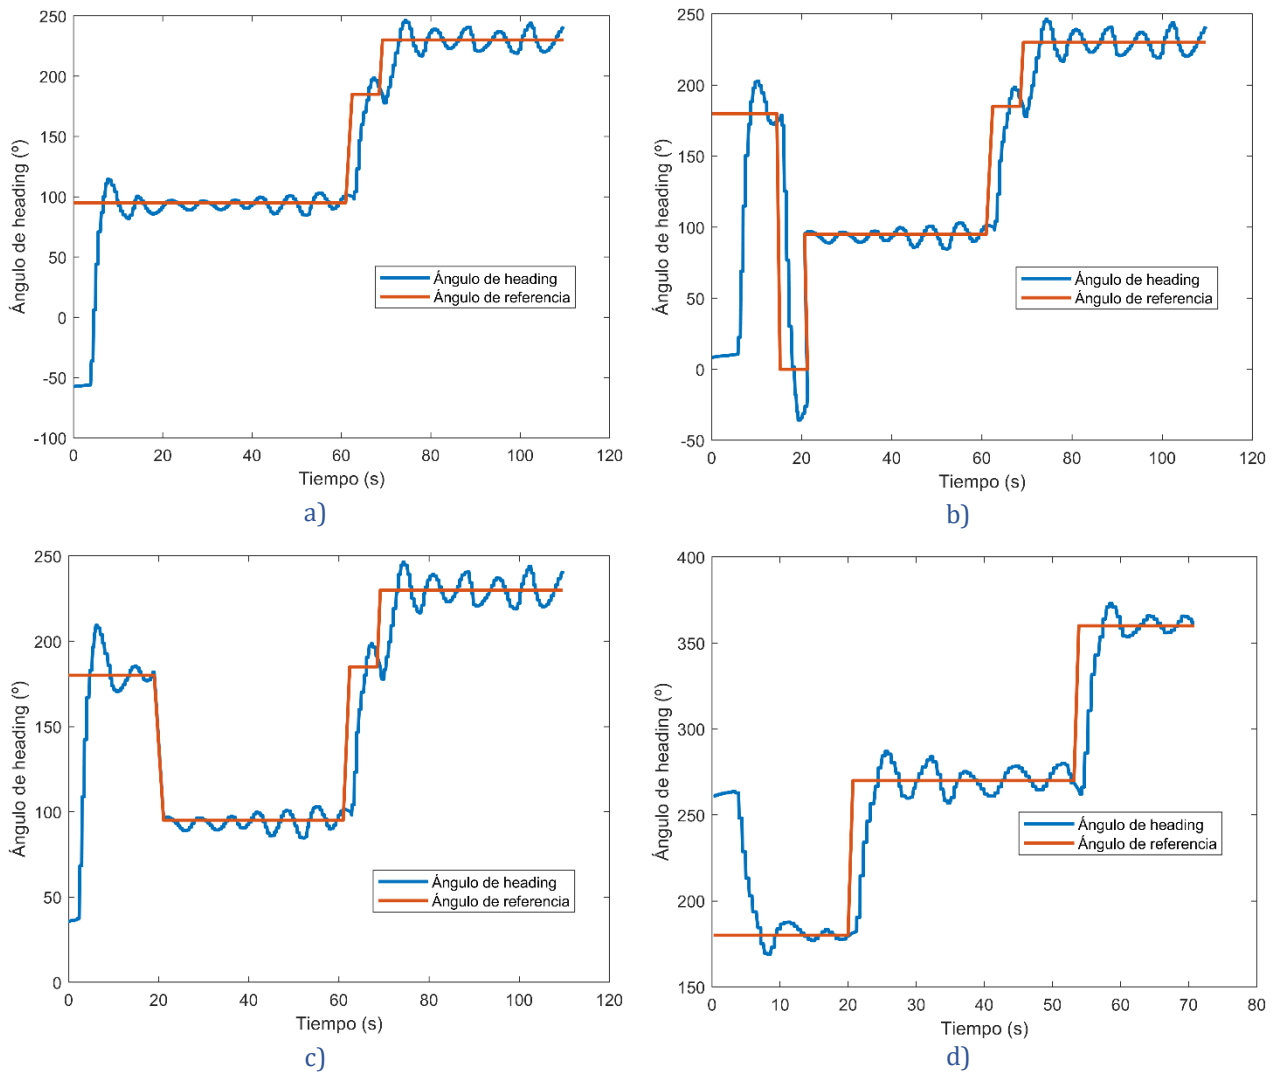 250
200
150
100
50
0
-50
-100
Ángulo de heading (º)
0 20 40 60 80 100 120
Tiempo (s)
Ángulo de heading
Ángulo de referencia
a)
250
200
150
100
50
0
-50
Ángulo de heading (º)
0 20 40 60 80 100 120
Tiempo (s)
Ángulo de heading
Ángulo de referencia
b)
250
200
150
100
50
0
Ángulo de heading (º)
0 20 40 60 80 100 120
Tiempo (s)
Ángulo de heading
Ángulo de referencia
c)
400
350
300
250
200
150
Ángulo de heading (º)
0 10 20 30 40 50 60 70 80
Tiempo (s)
Ángulo de heading
Ángulo de referencia
d)